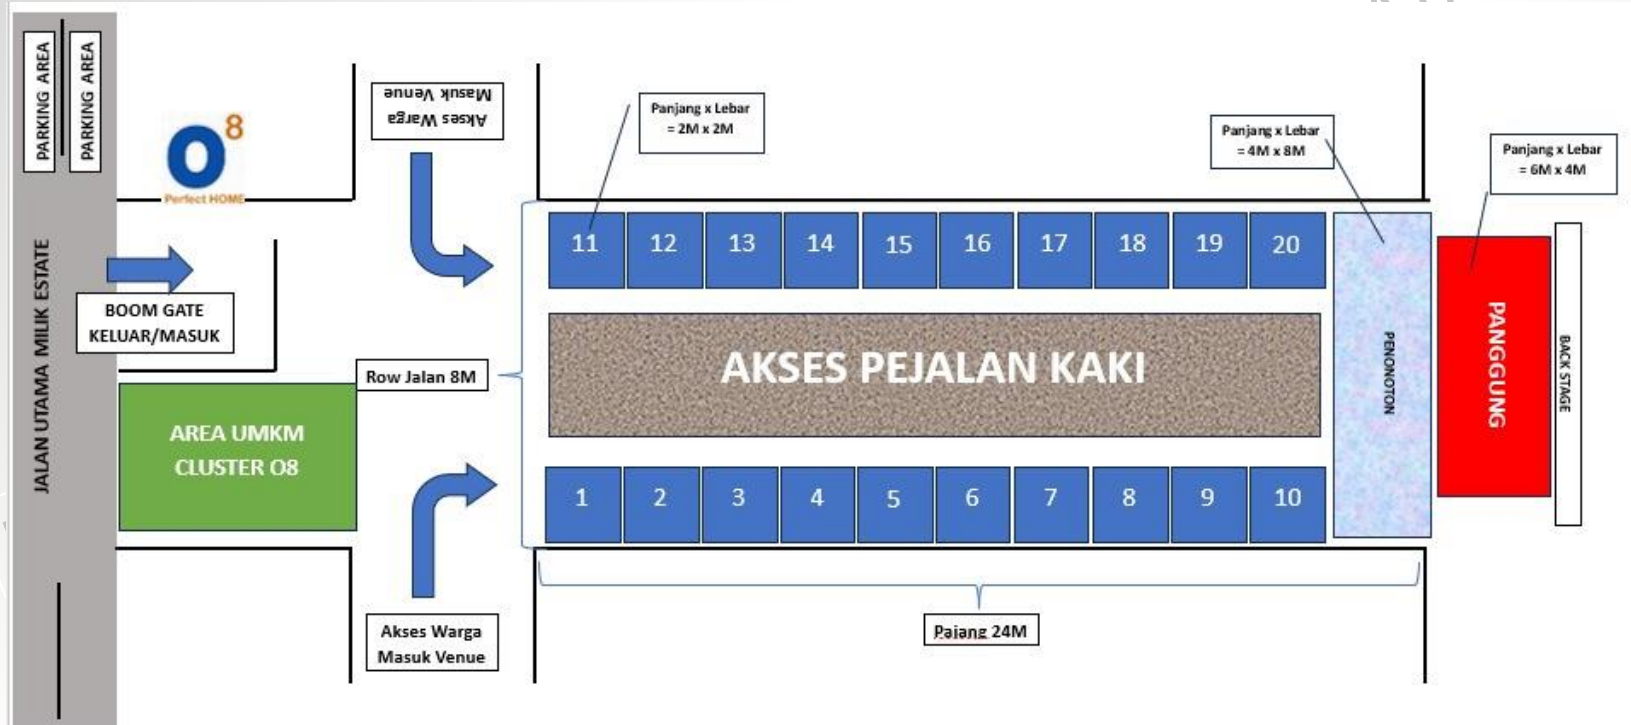 PARKING AREA
PARKING AREA
O8
Perfect HOME
Akses Warga
Masuk Venue
Panjang x Lebar
= 2M x 2M
Panjang x Lebar
= 4M x 8M
Panjang x Lebar
= 6M x 4M
JALAN UTAMA MILIK ESTATE
BOOM GATE
KELUAR/MASUK
11 12 13 14 15 16 17 18 19 20
Row Jalan 8M
AKSES PEJALAN KAKI
PENONOTON
PANGGUNG
BACK STAGE
AREA UMKM
CLUSTER O8
1 2 3 4 5 6 7 8 9 10
Akses Warga
Masuk Venue
Pajang 24M